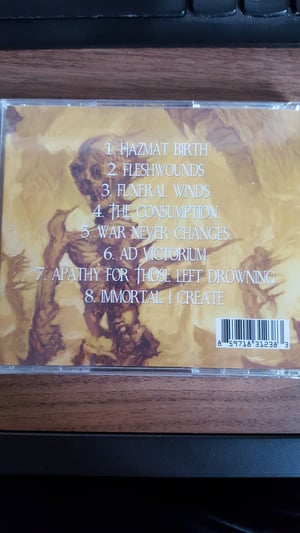 1. HAZMAT BIRTH
2. FLESHWOUNDS
3. FUNERAL WINDS
4. THE CONSUMPTION
5. WAR NEVER CHANGES
6. AD VICTORIUM
7. APATHY FOR THOSE LEFT DROWNING
8. IMMORTAL I CREATE
8 59718 31238 3